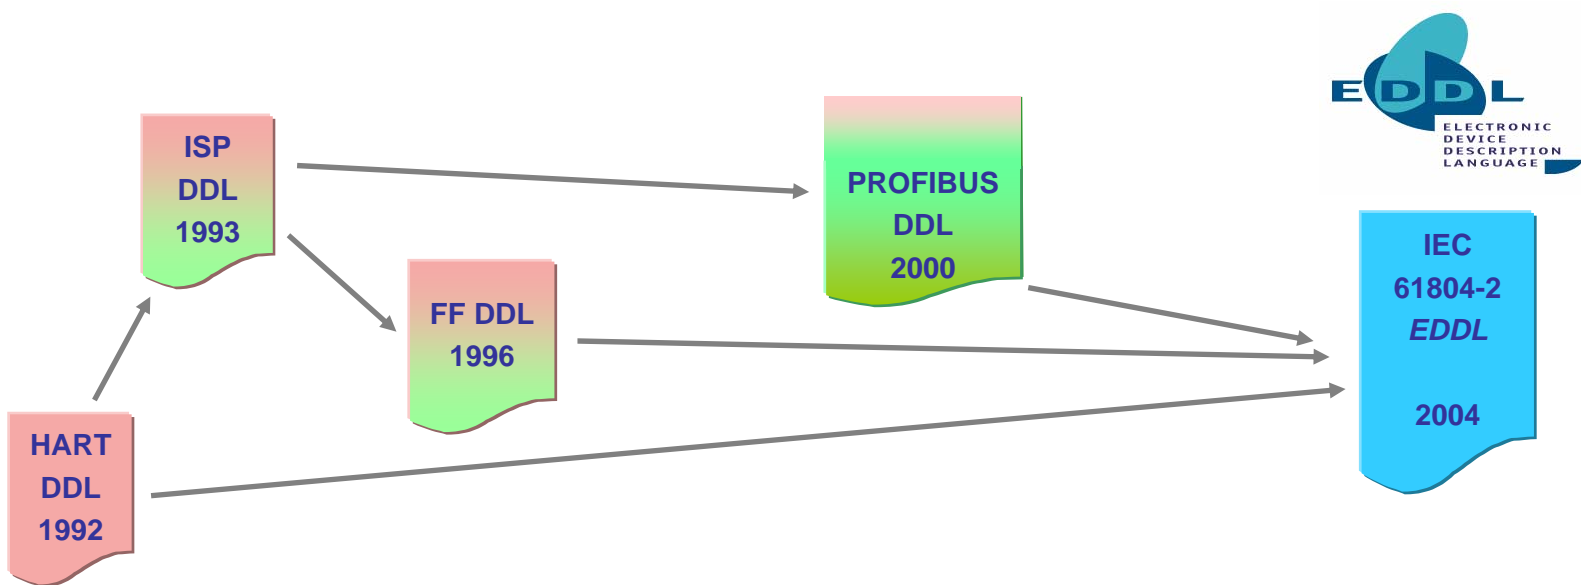 ISP
DDL
1993
PROFIBUS
DDL
2000
EDDL
ELECTRONIC
DEVICE
DESCRIPTION
LANGUAGE
FF DDL
1996
IEC
61804-2
EDDL
2004
HART
DDL
1992